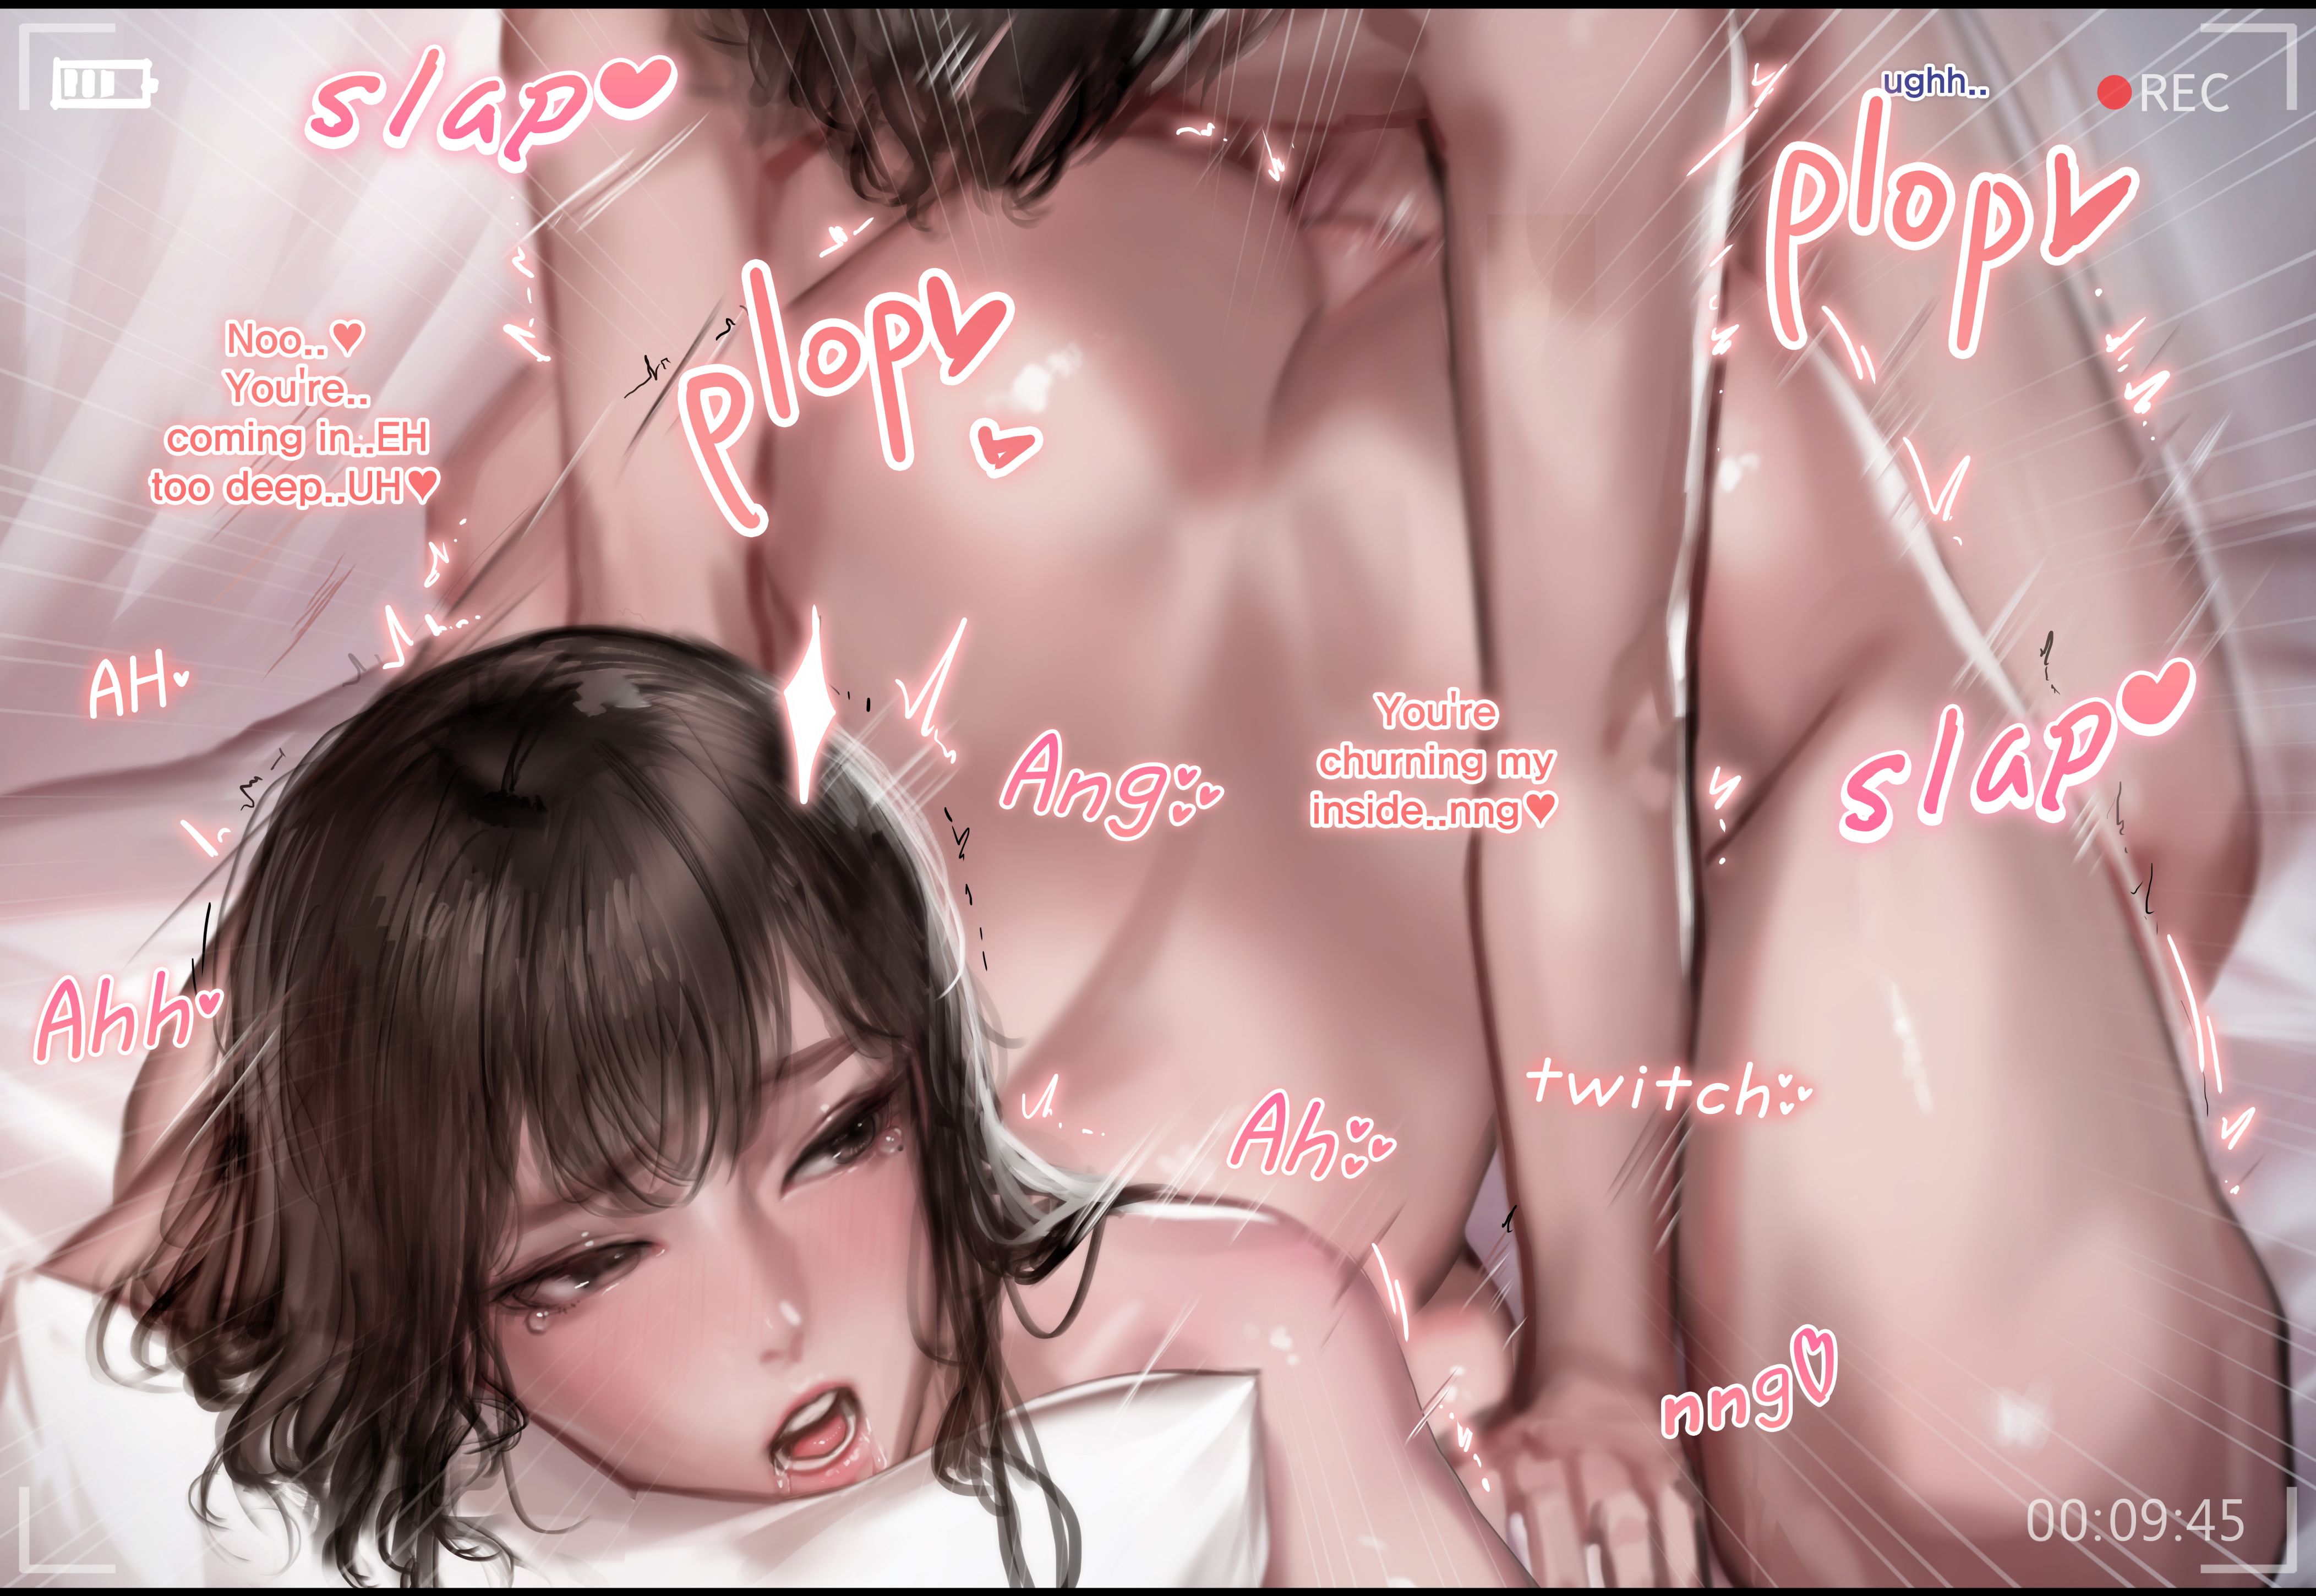 slap♥
ughh..
REC
plop♥
plop♥
Noo..♥
You're..
coming in..EH
too deep..UH♥
AH♥
Ang
You're
churning my
inside..nng♥
slap♥
Ahh♥
Ah
twitch
nng
00:09:45